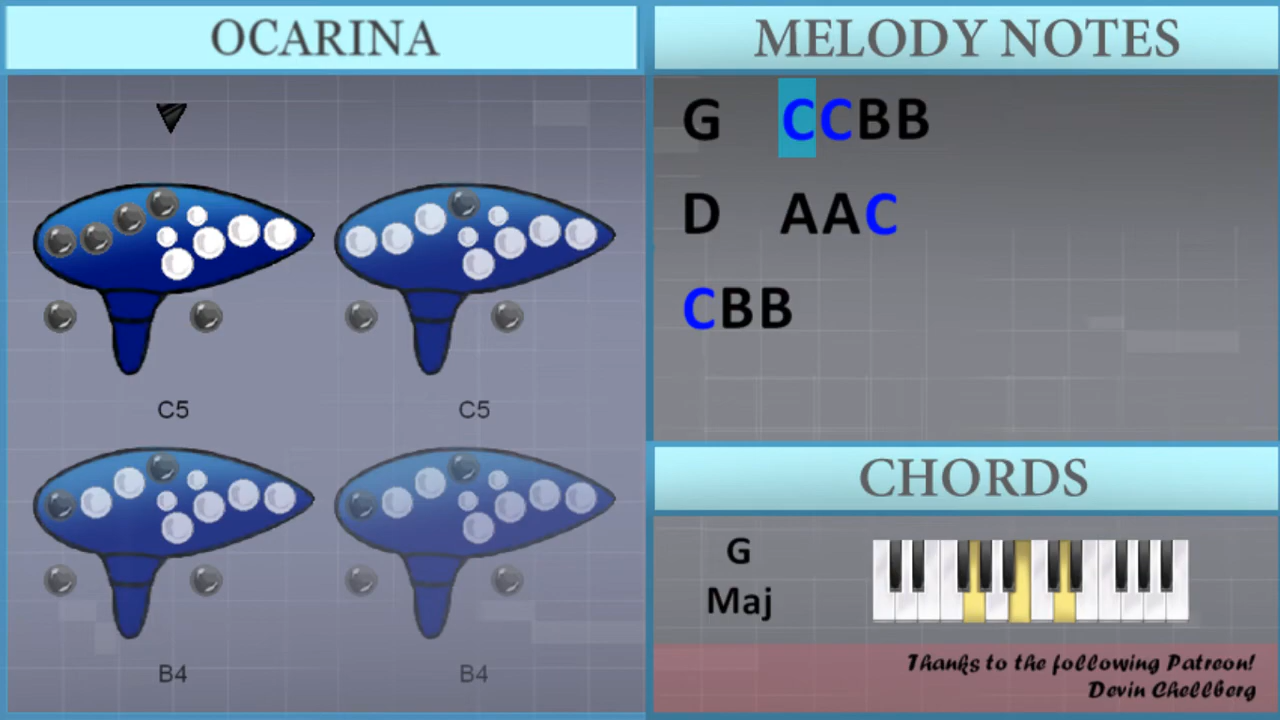 OCARINA
C5 C5
B4 B4
MELODY NOTES
G CCBB
D AAC
CBB
CHORDS
G
Maj
Thanks to the following Patreon!
Devin Chellberg